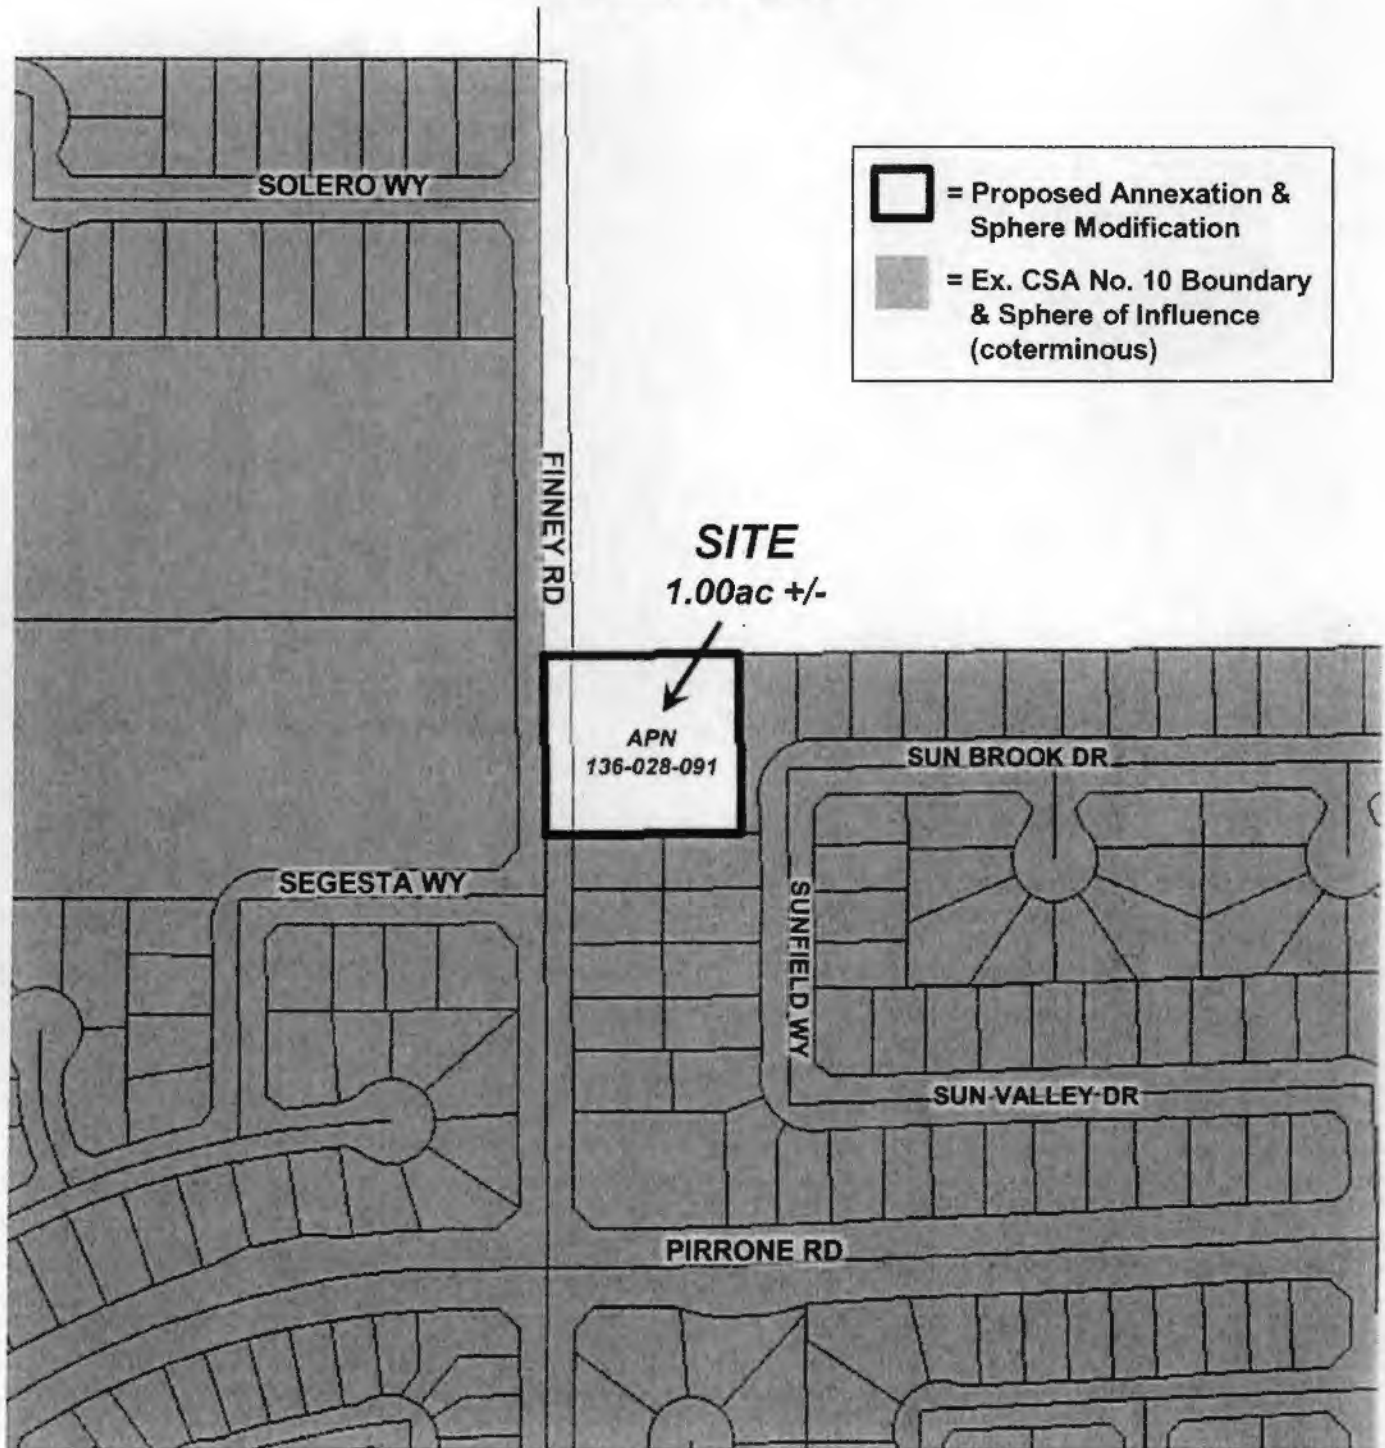 SOLERO WY
= Proposed Annexation &
Sphere Modification
= Ex. CSA No. 10 Boundary
& Sphere of Influence
(coterminous)
FINNEY RD
SITE
1.00ac +/-
APN
136-028-091
SUN BROOK DR
SEGESTA WY
SUNFIELD WY
SUN VALLEY DR
PIRRONE RD